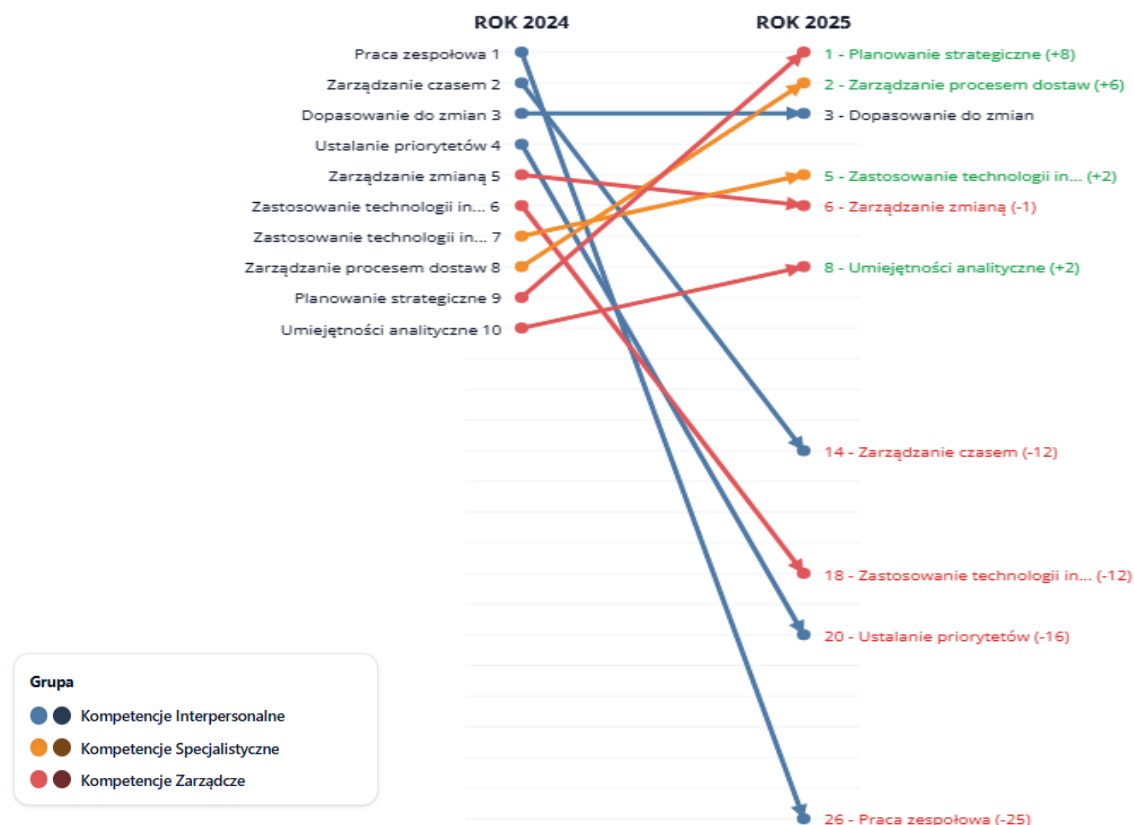 ROK 2024
ROK 2025
Praca zespołowa 1
Zarządzanie czasem 2
Dopasowanie do zmian 3
Ustalanie priorytetów 4
Zarządzanie zmianą 5
Zastosowanie technologii in... 6
Zastosowanie technologii in... 7
Zarządzanie procesem dostaw 8
Planowanie strategiczne 9
Umiejętności analityczne 10
1 - Planowanie strategiczne (+8)
2 - Zarządzanie procesem dostaw (+6)
3 - Dopasowanie do zmian
5 - Zastosowanie technologii in... (+2)
6 - Zarządzanie zmianą (-1)
8 - Umiejętności analityczne (+2)
14 - Zarządzanie czasem (-12)
18 - Zastosowanie technologii in... (-12)
20 - Ustalanie priorytetów (-16)
26 - Praca zespołowa (-25)
Grupa
Kompetencje Interpersonalne
Kompetencje Specjalistyczne
Kompetencje Zarządcze